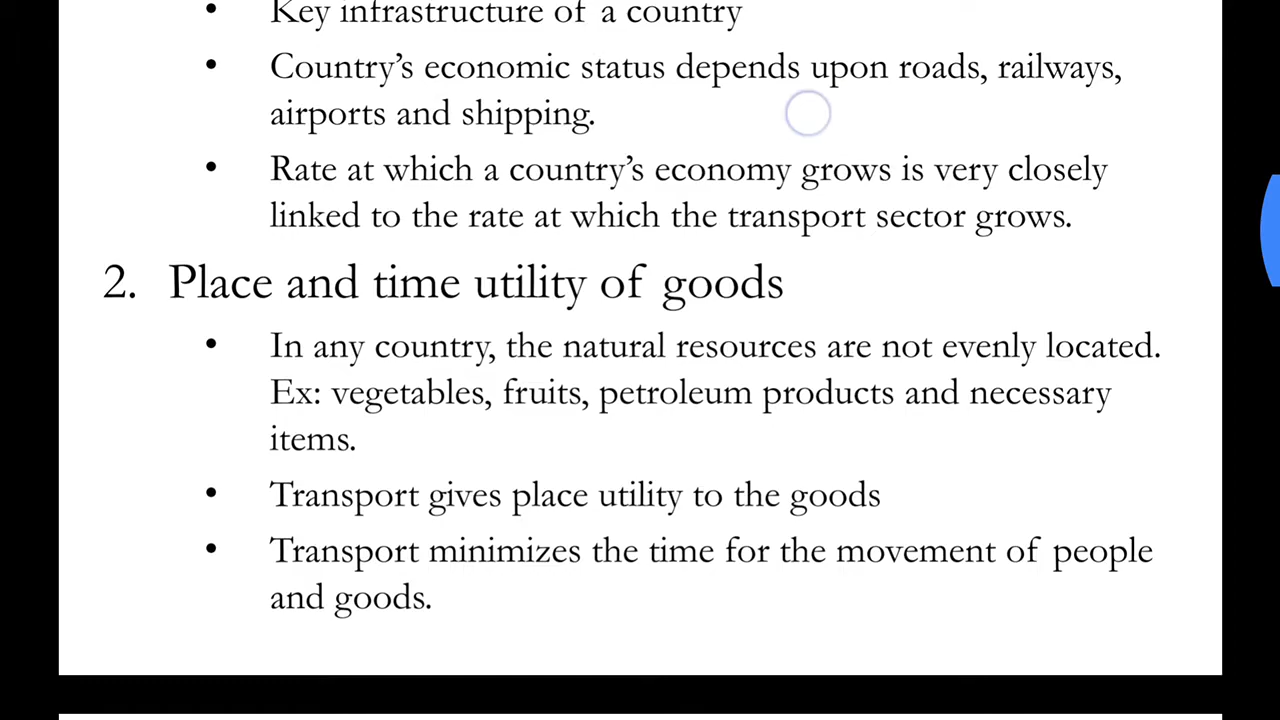 • Key infrastructure of a country
• Country's economic status depends upon roads, railways,
airports and shipping.
• Rate at which a country's economy grows is very closely
linked to the rate at which the transport sector grows.
2. Place and time utility of goods
• In any country, the natural resources are not evenly located.
Ex: vegetables, fruits, petroleum products and necessary
items.
• Transport gives place utility to the goods
• Transport minimizes the time for the movement of people
and goods.